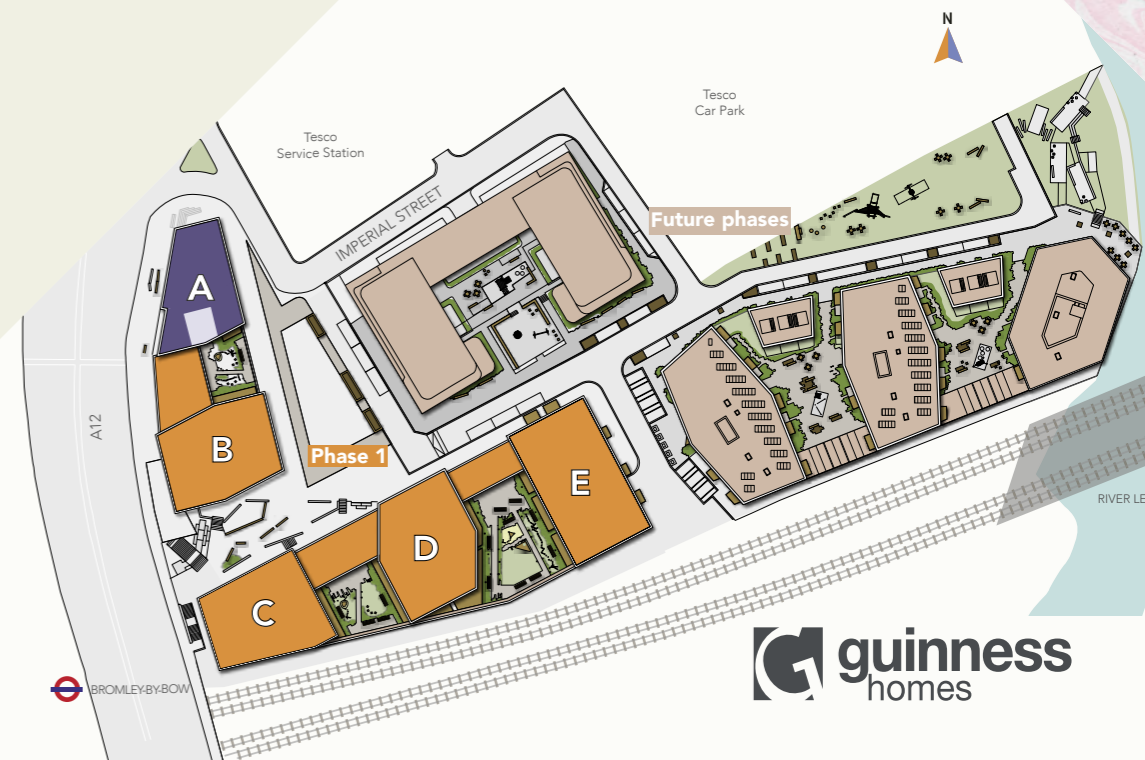 N
Tesco
Car Park
Tesco
Service Station
IMPERIAL STREET
Future phases
A
A12
B
Phase 1
E
D
C
RIVER LE
BROMLEY-BY-BOW
guinness
homes